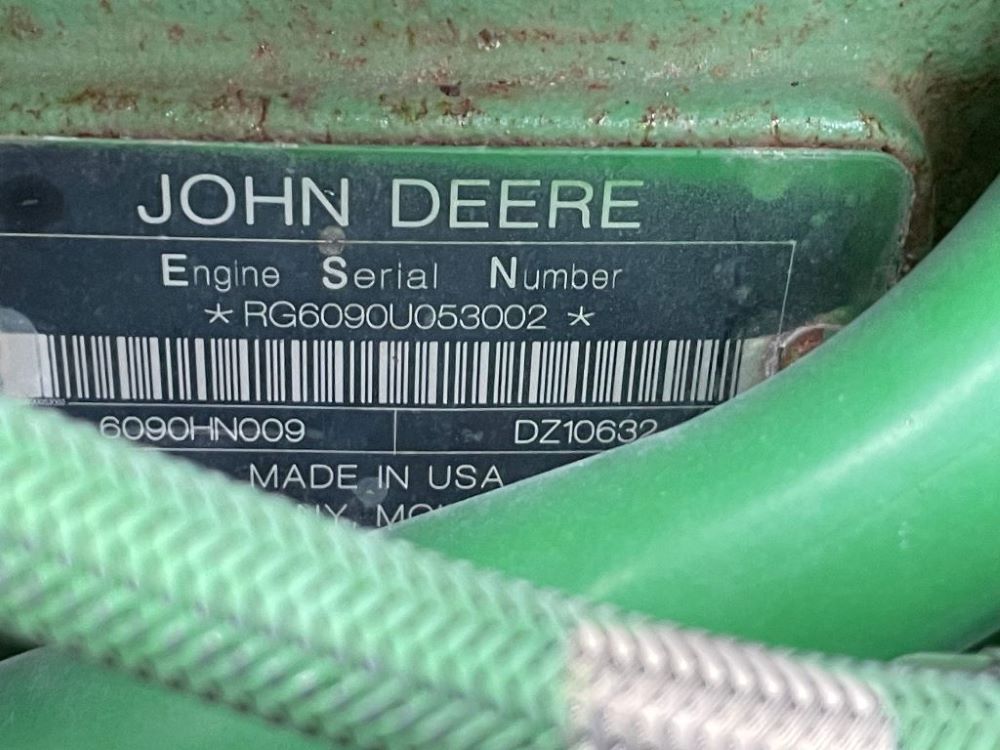 JOHN DEERE
Engine Serial Number
*RG6090U053002*
6090HN009 DZ10632
MADE IN USA